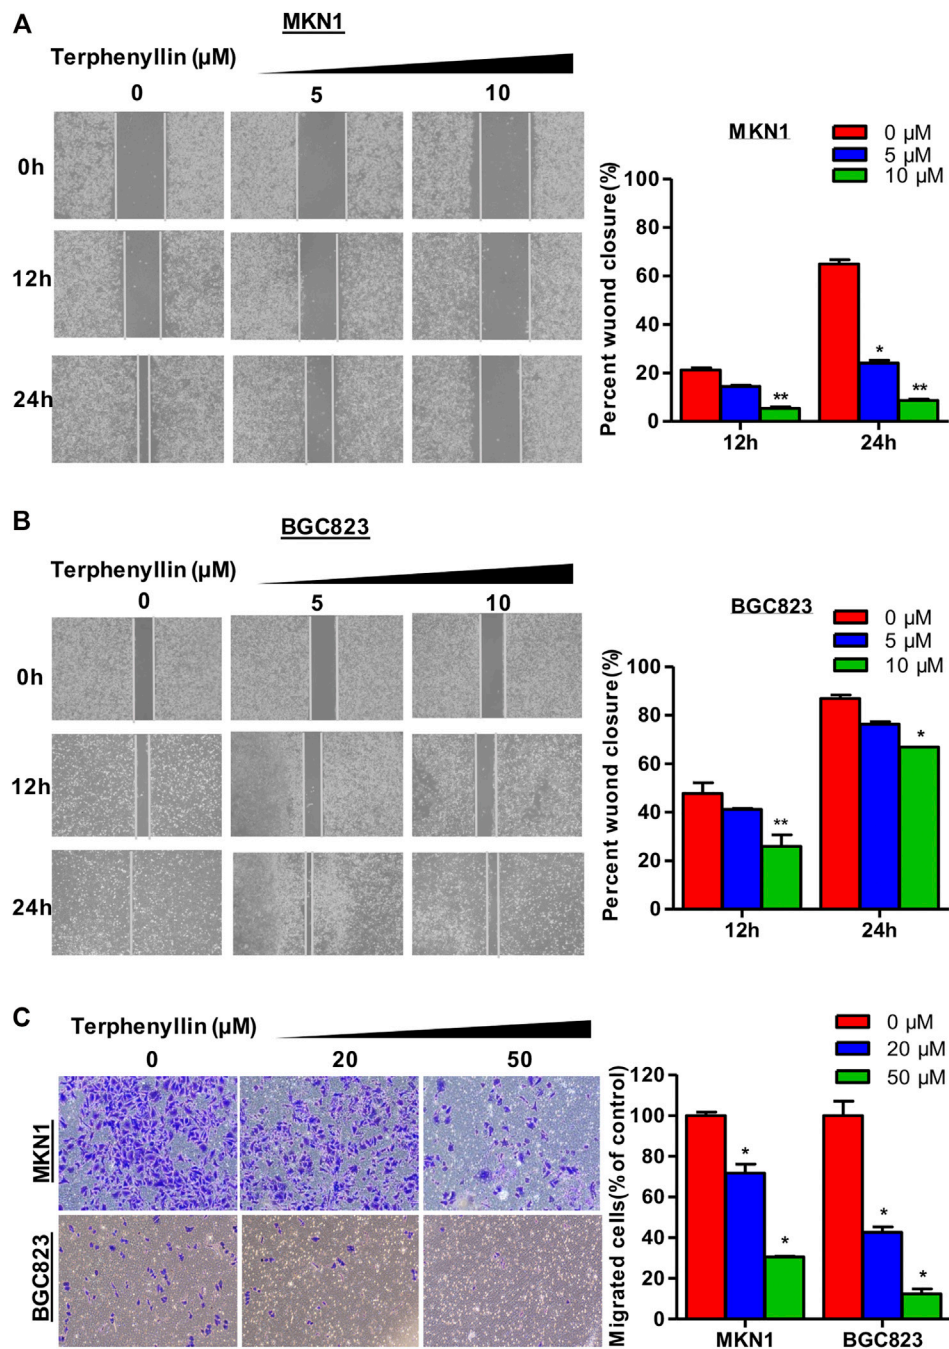 A
MKN1
Terphenyllin (µM)
0 5 10
0h
12h
24h
MKN1
0 µM
5 µM
10 µM
Percent wuond closure(%)
100
80
60
40
20
0
**
*
**
12h 24h
B
BGC823
Terphenyllin (µM)
0 5 10
0h
12h
24h
BGC823
0 µM
5 µM
10 µM
Percent wuond closure(%)
100
80
60
40
20
0
**
*
12h 24h
C
Terphenyllin (µM)
0 20 50
MKN1
BGC823
0 µM
20 µM
50 µM
Migrated cells(% of control)
120
100
80
60
40
20
0
*
*
*
*
MKN1 BGC823